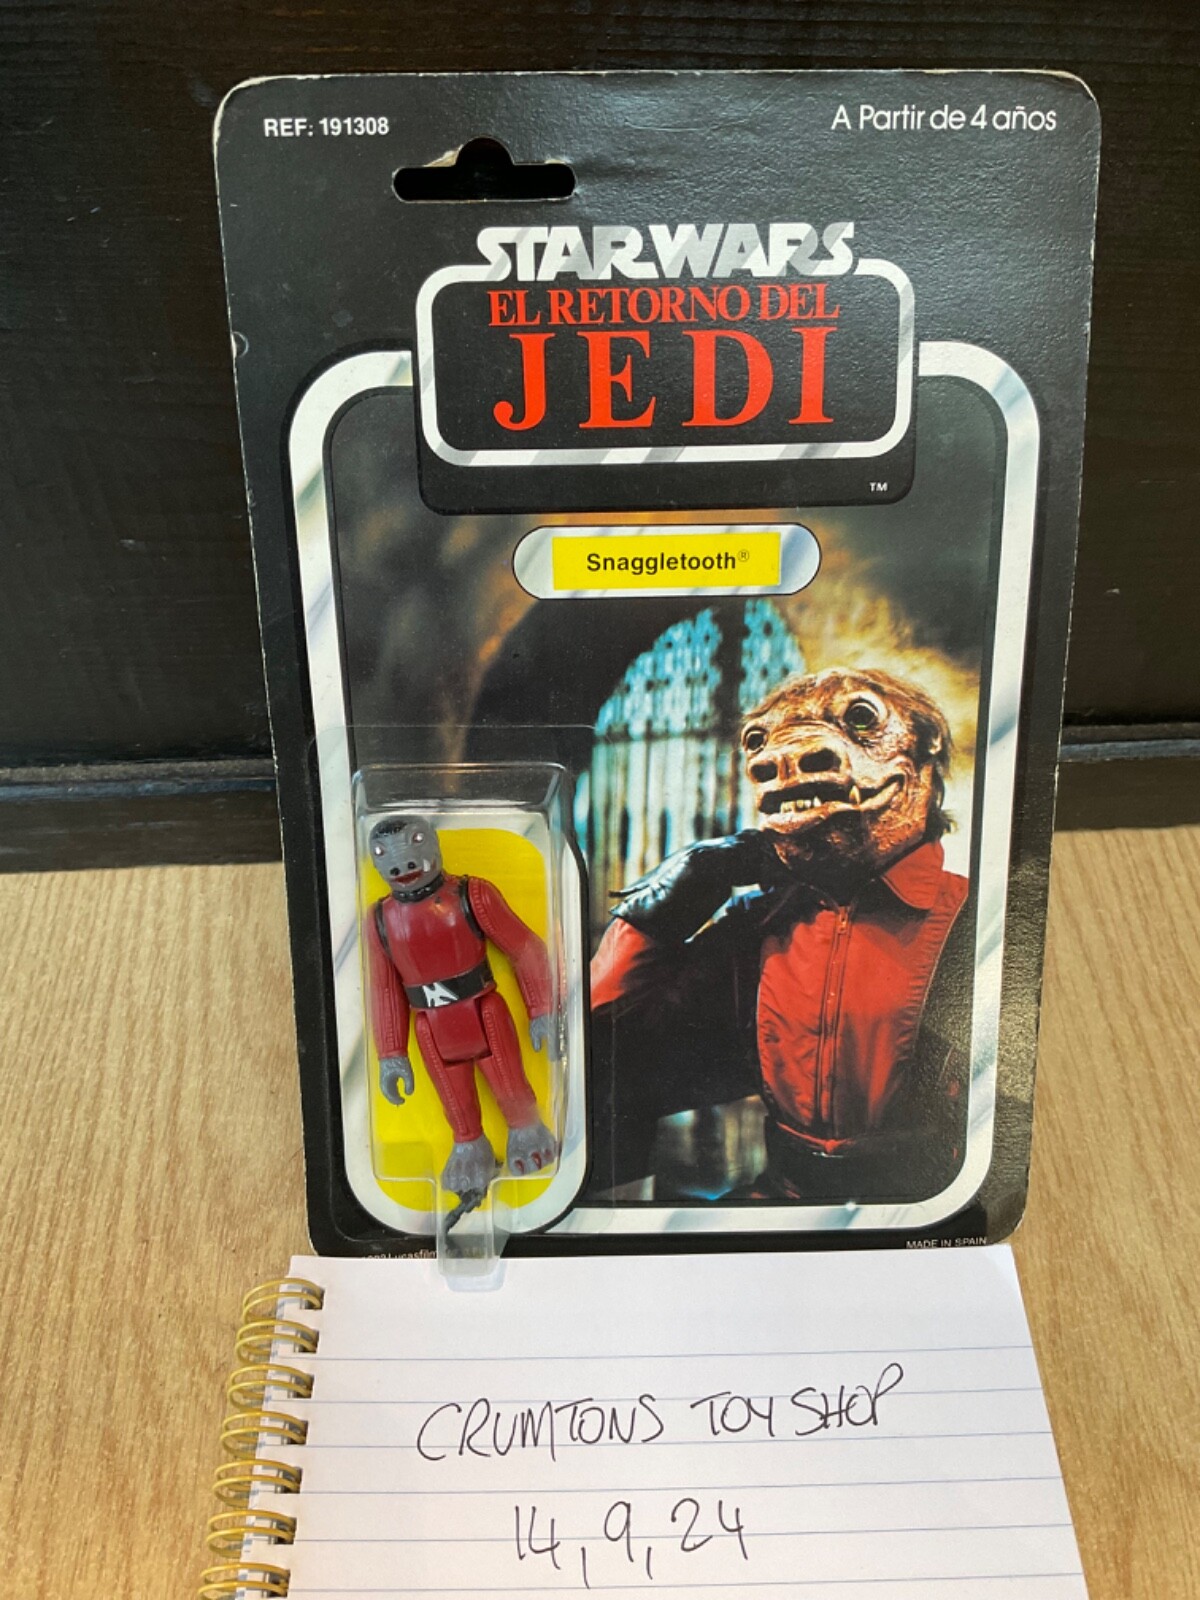 REF: 191308
A Partir de 4 años
STAR WARS
EL RETORNO DEL
JEDI
TM
Snaggletooth®
Lucasfilm
MADE IN SPAIN
CRUMTONS TOY SHOP
14, 9, 24